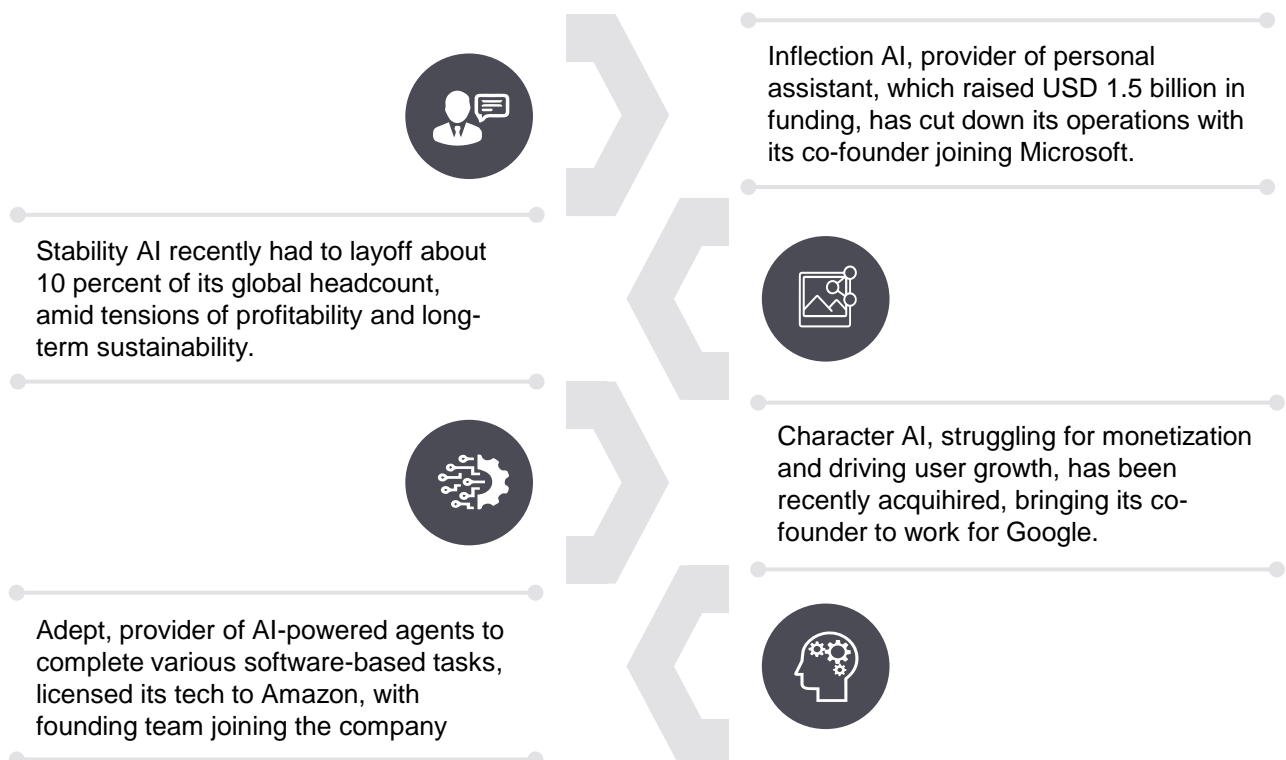 Inflection AI, provider of personal
assistant, which raised USD 1.5 billion in
funding, has cut down its operations with
its co-founder joining Microsoft.
Stability AI recently had to layoff about
10 percent of its global headcount,
amid tensions of profitability and long-
term sustainability.
Character AI, struggling for monetization
and driving user growth, has been
recently acquihired, bringing its co-
founder to work for Google.
Adept, provider of AI-powered agents to
complete various software-based tasks,
licensed its tech to Amazon, with
founding team joining the company